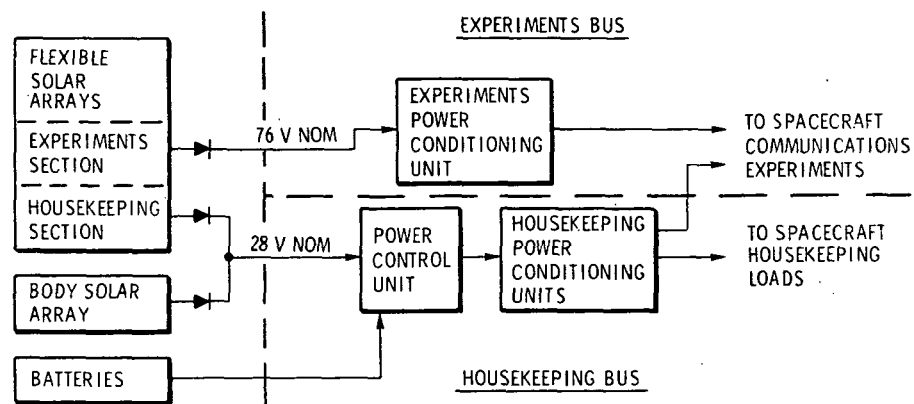 EXPERIMENTS BUS
FLEXIBLE
SOLAR
ARRAYS
EXPERIMENTS
SECTION
HOUSEKEEPING
SECTION
76 V NOM
EXPERIMENTS
POWER
CONDITIONING
UNIT
TO SPACECRAFT
COMMUNICATIONS
EXPERIMENTS
28 V NOM
POWER
CONTROL
UNIT
HOUSEKEEPING
POWER
CONDITIONING
UNITS
TO SPACECRAFT
HOUSEKEEPING
LOADS
BODY SOLAR
ARRAY
BATTERIES
HOUSEKEEPING BUS